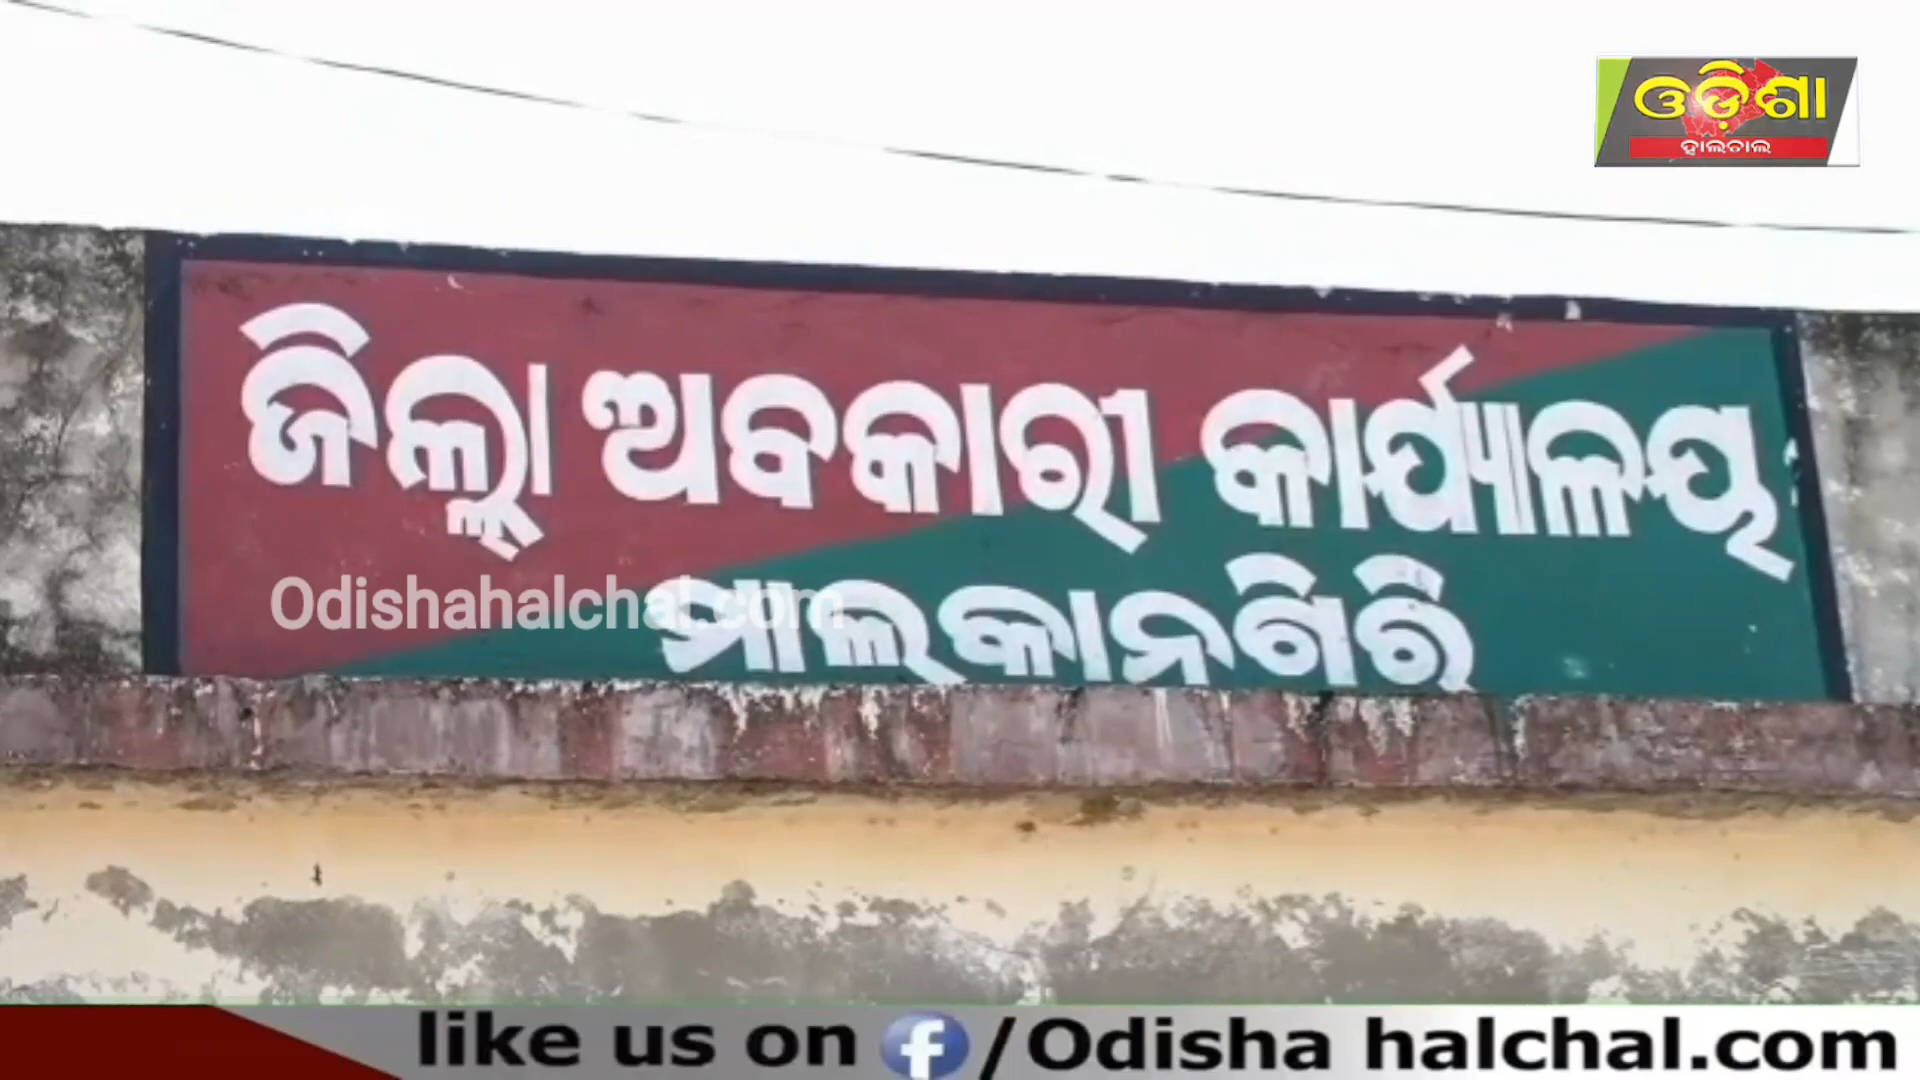 ଓଡ଼ିଶା
ହାଲଚାଲ
ଜିଲ୍ଲା ଅବକାରୀ କାର୍ଯ୍ୟାଳୟ
ମାଲକାନଗିରି
Odishahalchal.com
like us on f/Odisha halchal.com